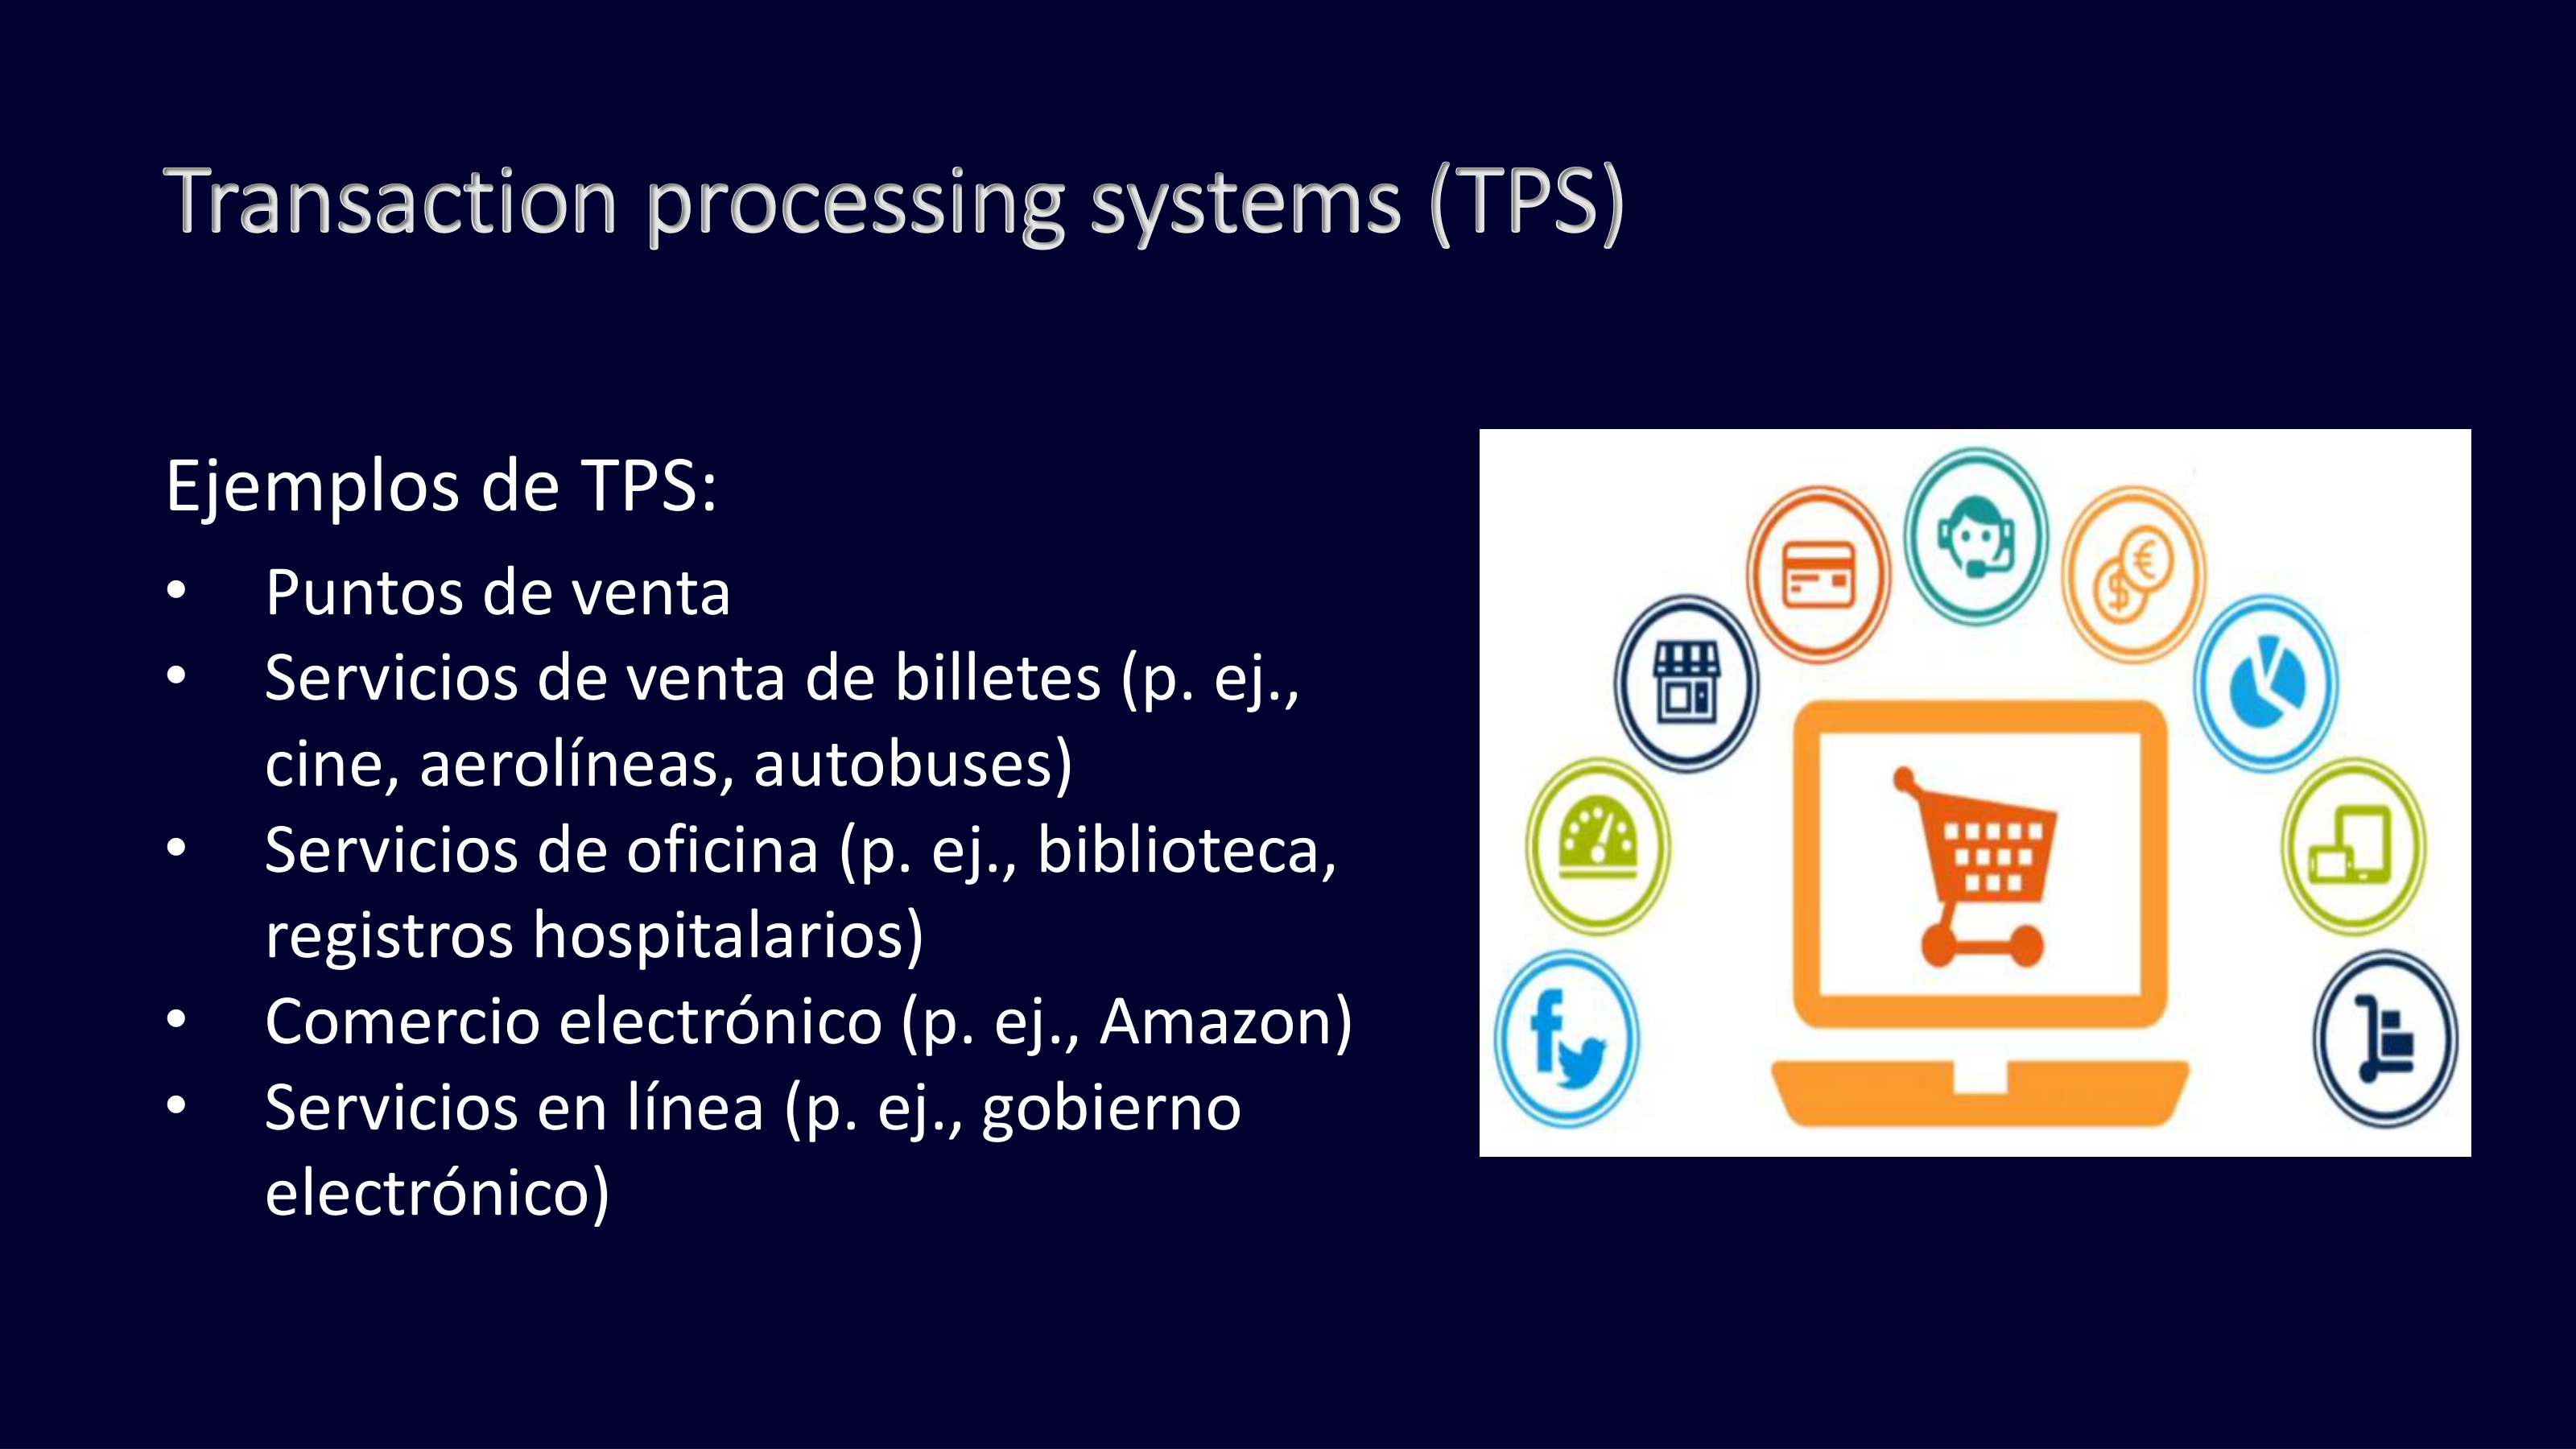 Transaction processing systems (TPS)
Ejemplos de TPS:
• Puntos de venta
• Servicios de venta de billetes (p. ej.,
cine, aerolíneas, autobuses)
• Servicios de oficina (p. ej., biblioteca,
registros hospitalarios)
• Comercio electrónico (p. ej., Amazon)
• Servicios en línea (p. ej., gobierno
electrónico)